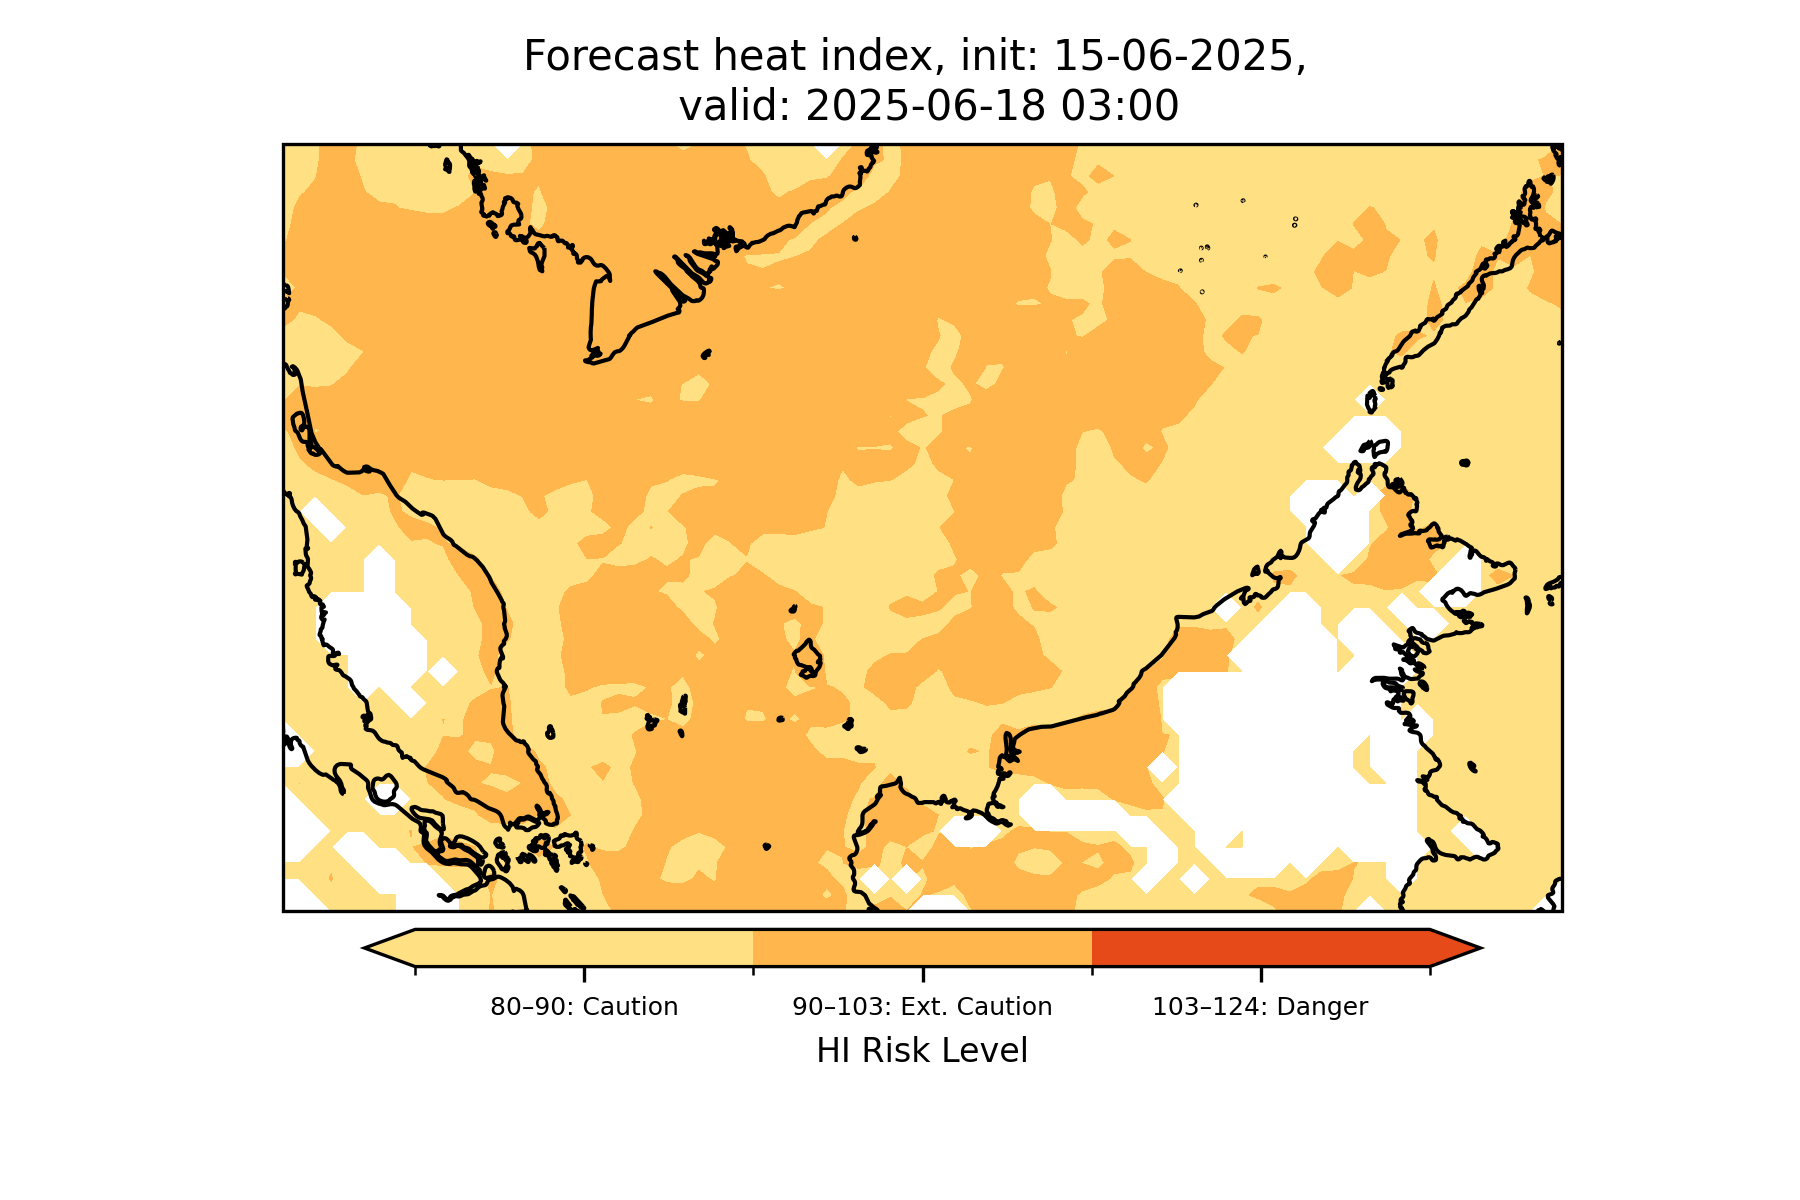 Forecast heat index, init: 15-06-2025,
valid: 2025-06-18 03:00
80–90: Caution
90–103: Ext. Caution
103–124: Danger
HI Risk Level